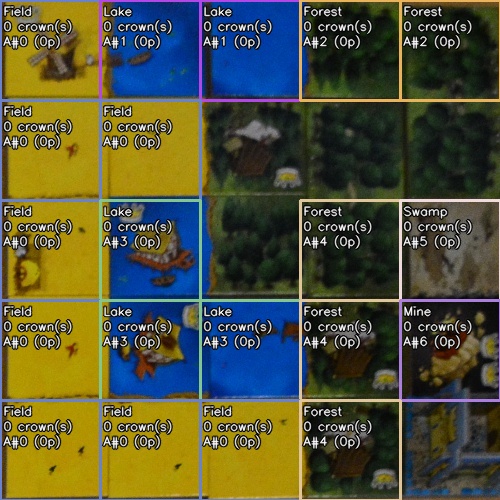 Field
0 crown(s)
A#0 (0p)
Lake
0 crown(s)
A#1 (0p)
Lake
0 crown(s)
A#1 (0p)
Forest
0 crown(s)
A#2 (0p)
Forest
0 crown(s)
A#2 (0p)
Field
0 crown(s)
A#0 (0p)
Field
0 crown(s)
A#0 (0p)
Field
0 crown(s)
A#0 (0p)
Lake
0 crown(s)
A#3 (0p)
Forest
0 crown(s)
A#4 (0p)
Swamp
0 crown(s)
A#5 (0p)
Field
0 crown(s)
A#0 (0p)
Lake
0 crown(s)
A#3 (0p)
Lake
0 crown(s)
A#3 (0p)
Forest
0 crown(s)
A#4 (0p)
Mine
0 crown(s)
A#6 (0p)
Field
0 crown(s)
A#0 (0p)
Field
0 crown(s)
A#0 (0p)
Field
0 crown(s)
A#0 (0p)
Forest
0 crown(s)
A#4 (0p)